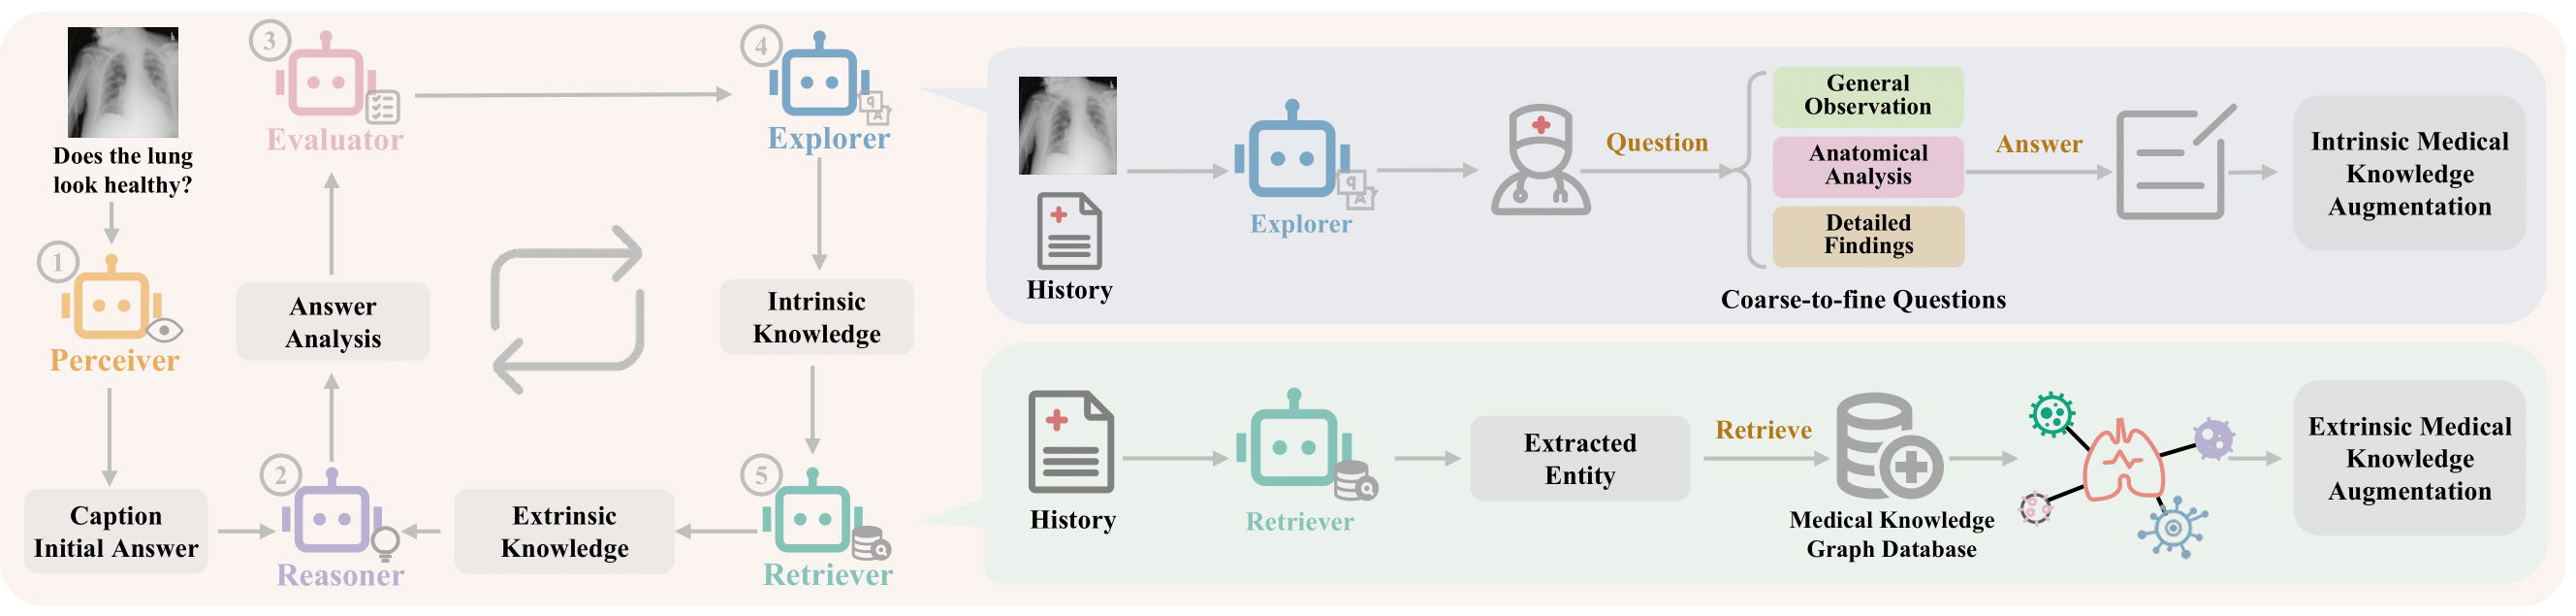 3
Evaluator
4
Explorer
Does the lung
look healthy?
1
Perceiver
Answer
Analysis
Intrinsic
Knowledge
Caption
Initial Answer
2
Reasoner
Extrinsic
Knowledge
5
Retriever
History
Explorer
Question
General
Observation
Anatomical
Analysis
Detailed
Findings
Coarse-to-fine Questions
Answer
Intrinsic Medical
Knowledge
Augmentation
History
Retriever
Extracted
Entity
Retrieve
Medical Knowledge
Graph Database
Extrinsic Medical
Knowledge
Augmentation